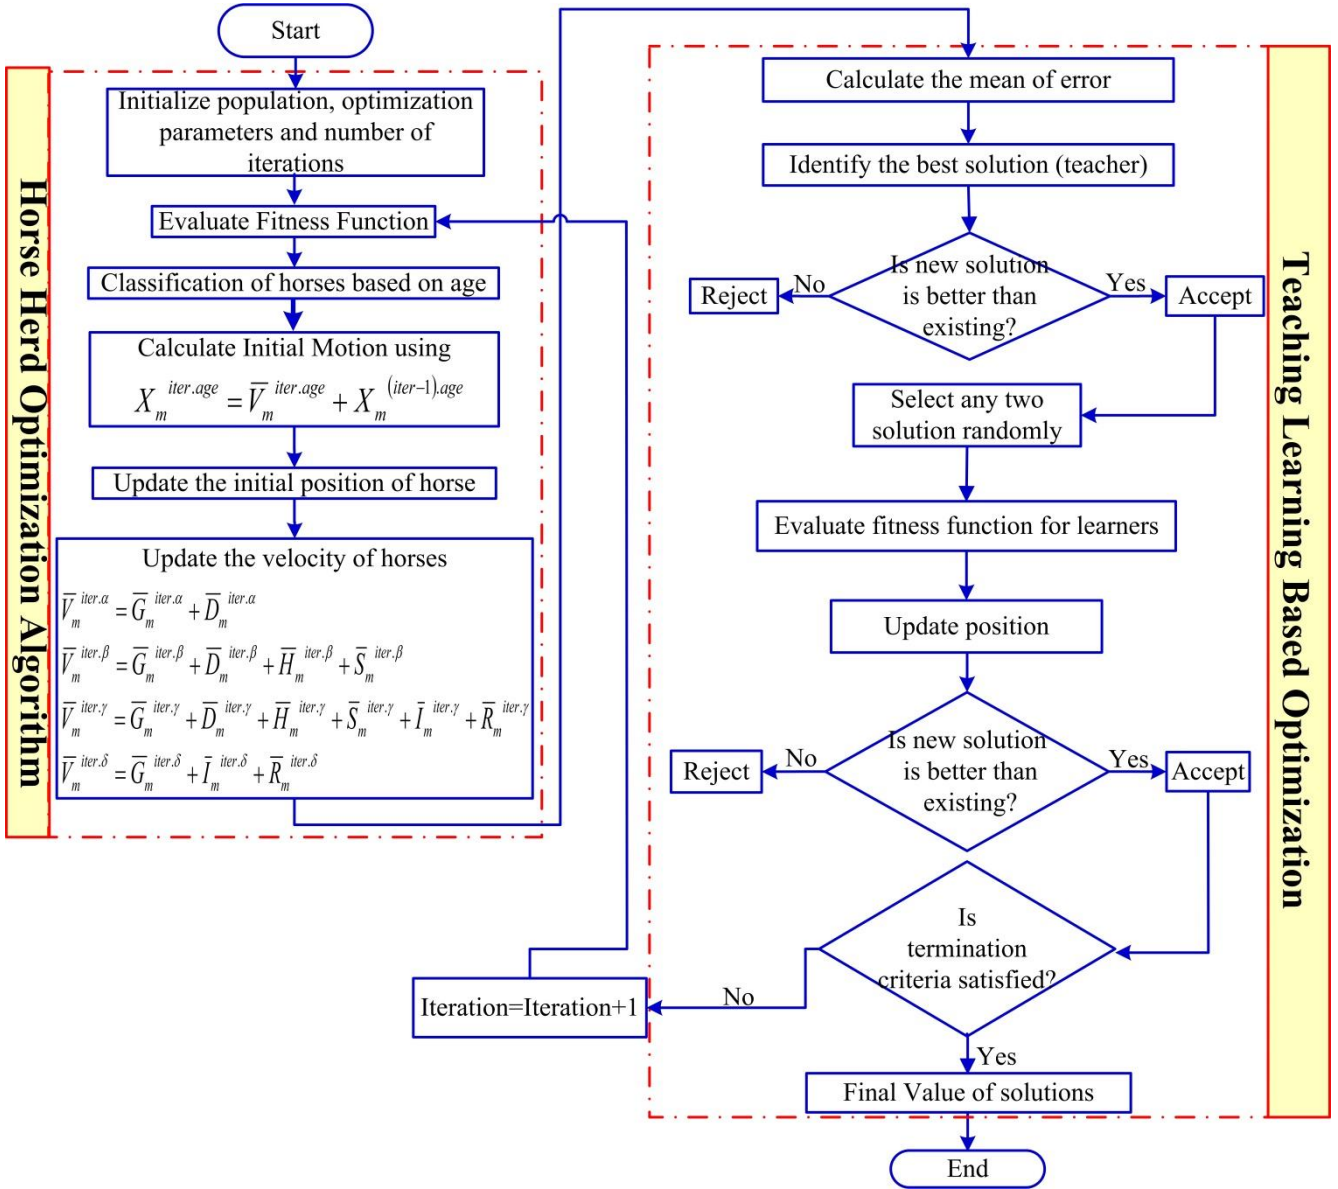 Start
Horse Herd Optimization Algorithm
Initialize population, optimization
parameters and number of
iterations
Evaluate Fitness Function
Classification of horses based on age
Calculate Initial Motion using
X_m^{iter.age} = V̅_m^{iter.age} + X_m^{(iter−1).age}
Update the initial position of horse
Update the velocity of horses
V̅_m^{iter.α} = G̅_m^{iter.α} + D̅_m^{iter.α}
V̅_m^{iter.β} = G̅_m^{iter.β} + D̅_m^{iter.β} + H̅_m^{iter.β} + S̅_m^{iter.β}
V̅_m^{iter.γ} = G̅_m^{iter.γ} + D̅_m^{iter.γ} + H̅_m^{iter.γ} + S̅_m^{iter.γ} + I̅_m^{iter.γ} + R̅_m^{iter.γ}
V̅_m^{iter.δ} = G̅_m^{iter.δ} + I̅_m^{iter.δ} + R̅_m^{iter.δ}
Teaching Learning Based Optimization
Calculate the mean of error
Identify the best solution (teacher)
Is new solution
is better than
existing?
No
Reject
Yes
Accept
Select any two
solution randomly
Evaluate fitness function for learners
Update position
Is new solution
is better than
existing?
No
Reject
Yes
Accept
Is
termination
criteria satisfied?
No
Iteration=Iteration+1
Yes
Final Value of solutions
End